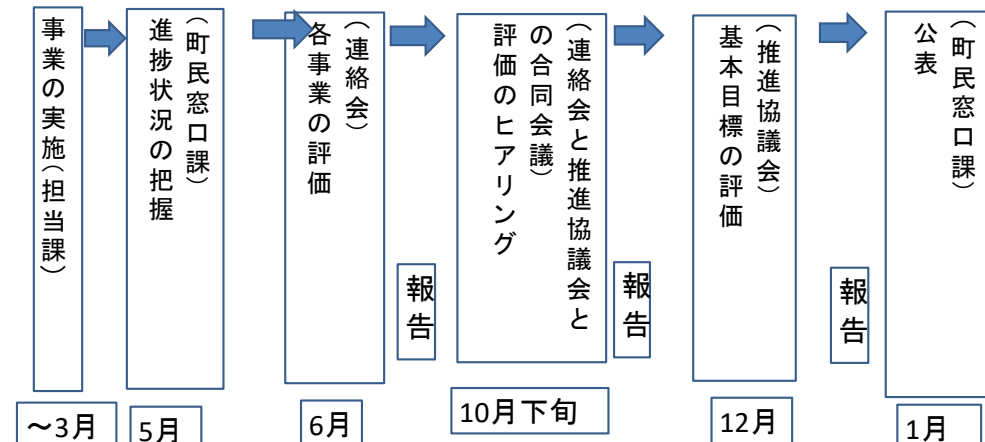 事業の実施（担当課）
（町民窓口課）
進捗状況の把握
（連絡会）
各事業の評価
報告
（連絡会と推進協議会と
の合同会議）
評価のヒアリング
報告
（推進協議会）
基本目標の評価
報告
（町民窓口課）
公表
～3月
5月
6月
10月下旬
12月
1月